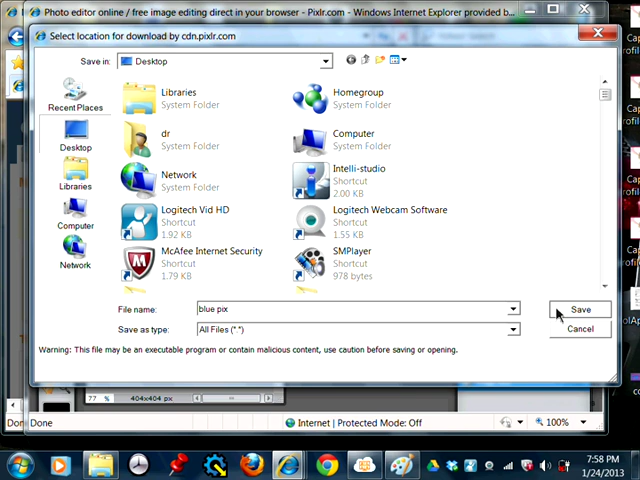 Photo editor online / free image editing direct in your browser - Pixlr.com - Windows Internet Explorer provided b...
Select location for download by cdn.pixlr.com
Save in: Desktop
Recent Places
Desktop
Libraries
Computer
Network
Libraries
System Folder
Homegroup
System Folder
dr
System Folder
Computer
System Folder
Network
System Folder
Intelli-studio
Shortcut
2.00 KB
Logitech Vid HD
Shortcut
1.92 KB
Logitech Webcam Software
Shortcut
1.55 KB
McAfee Internet Security
Shortcut
1.79 KB
SMPlayer
Shortcut
978 bytes
File name: blue pix
Save
Save as type: All Files (*.*)
Cancel
Warning: This file may be an executable program or contain malicious content, use caution before saving or opening.
77 % 404x404 px
Done Done
Internet | Protected Mode: Off
100%
7:58 PM
1/24/2013